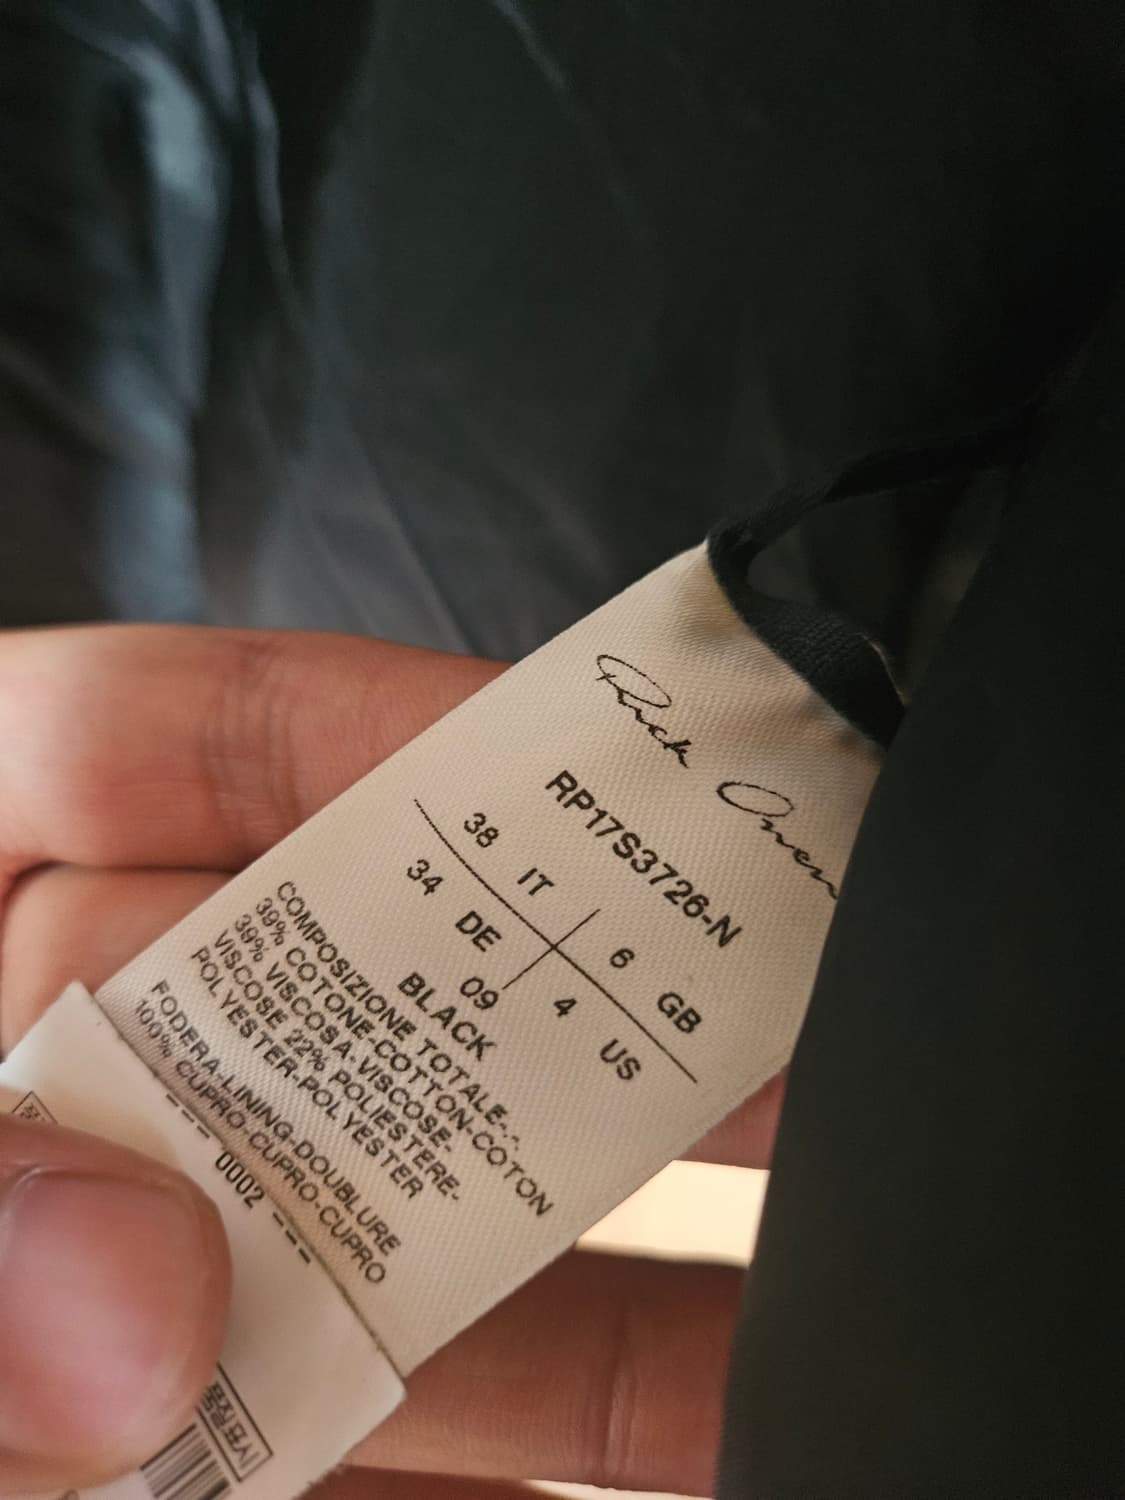 Rick Owens
RP17S3726-N
38 IT 6 GB
34 DE 4 US
09
BLACK
COMPOSIZIONE TOTALE-.-.
39% COTONE-COTTON-COTON
39% VISCOSA-VISCOSE-
VISCOSE 22% POLIESTERE-
POLYESTER-POLYESTER
FODERA-LINING-DOUBLURE
100% CUPRO-CUPRO-CUPRO
--- 0002 ---